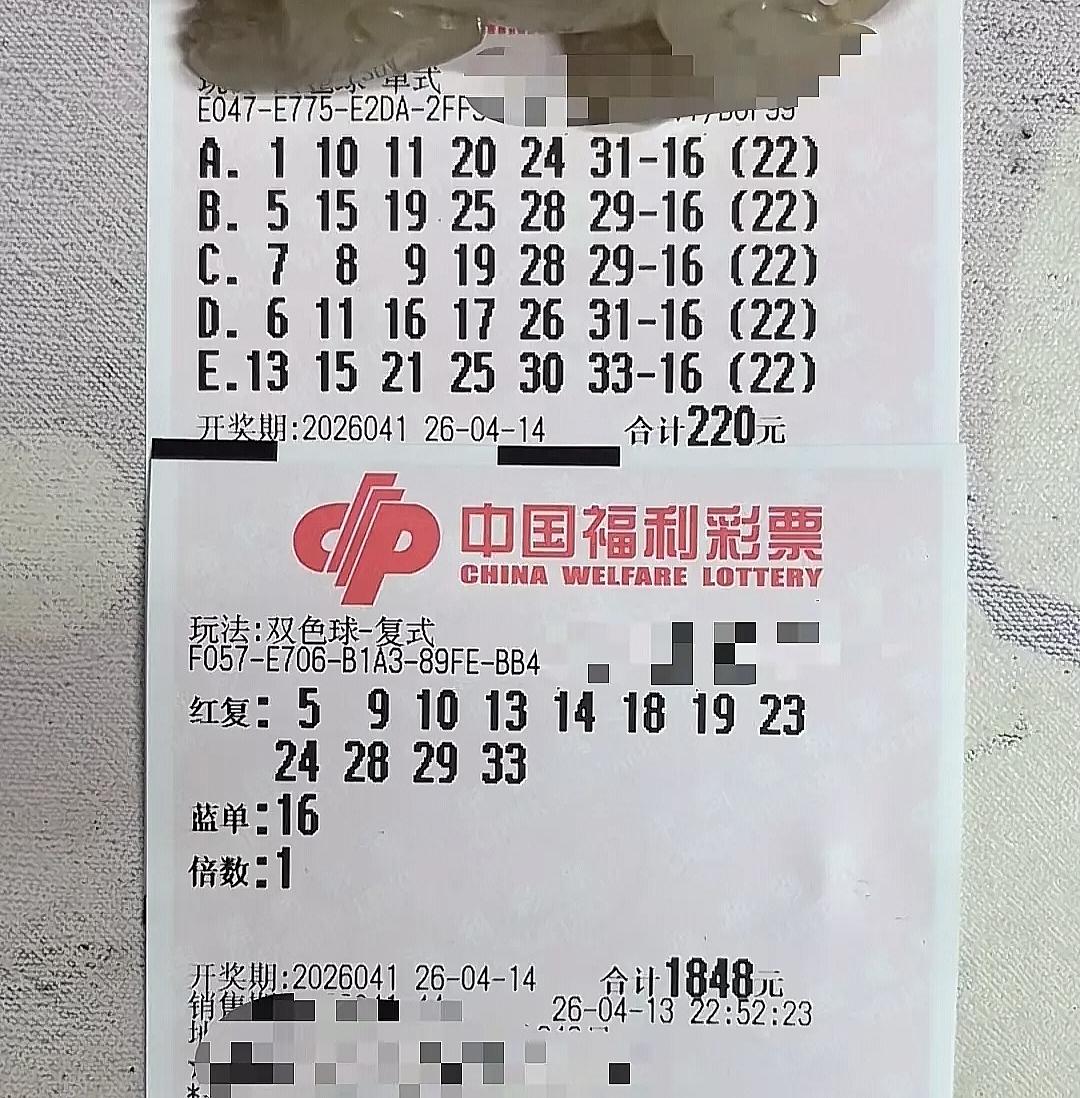 单式
E047-E775-E2DA-2FF
A. 1 10 11 20 24 31-16 (22)
B. 5 15 19 25 28 29-16 (22)
C. 7 8 9 19 28 29-16 (22)
D. 6 11 16 17 26 31-16 (22)
E.13 15 21 25 30 33-16 (22)
开奖期:2026041 26-04-14 合计220元
中国福利彩票
CHINA WELFARE LOTTERY
玩法:双色球-复式
F057-E706-B1A3-89FE-BB4
红复: 5 9 10 13 14 18 19 23
24 28 29 33
蓝单:16
倍数:1
开奖期:2026041 26-04-14 合计1848元
销售 26-04-13 22:52:23